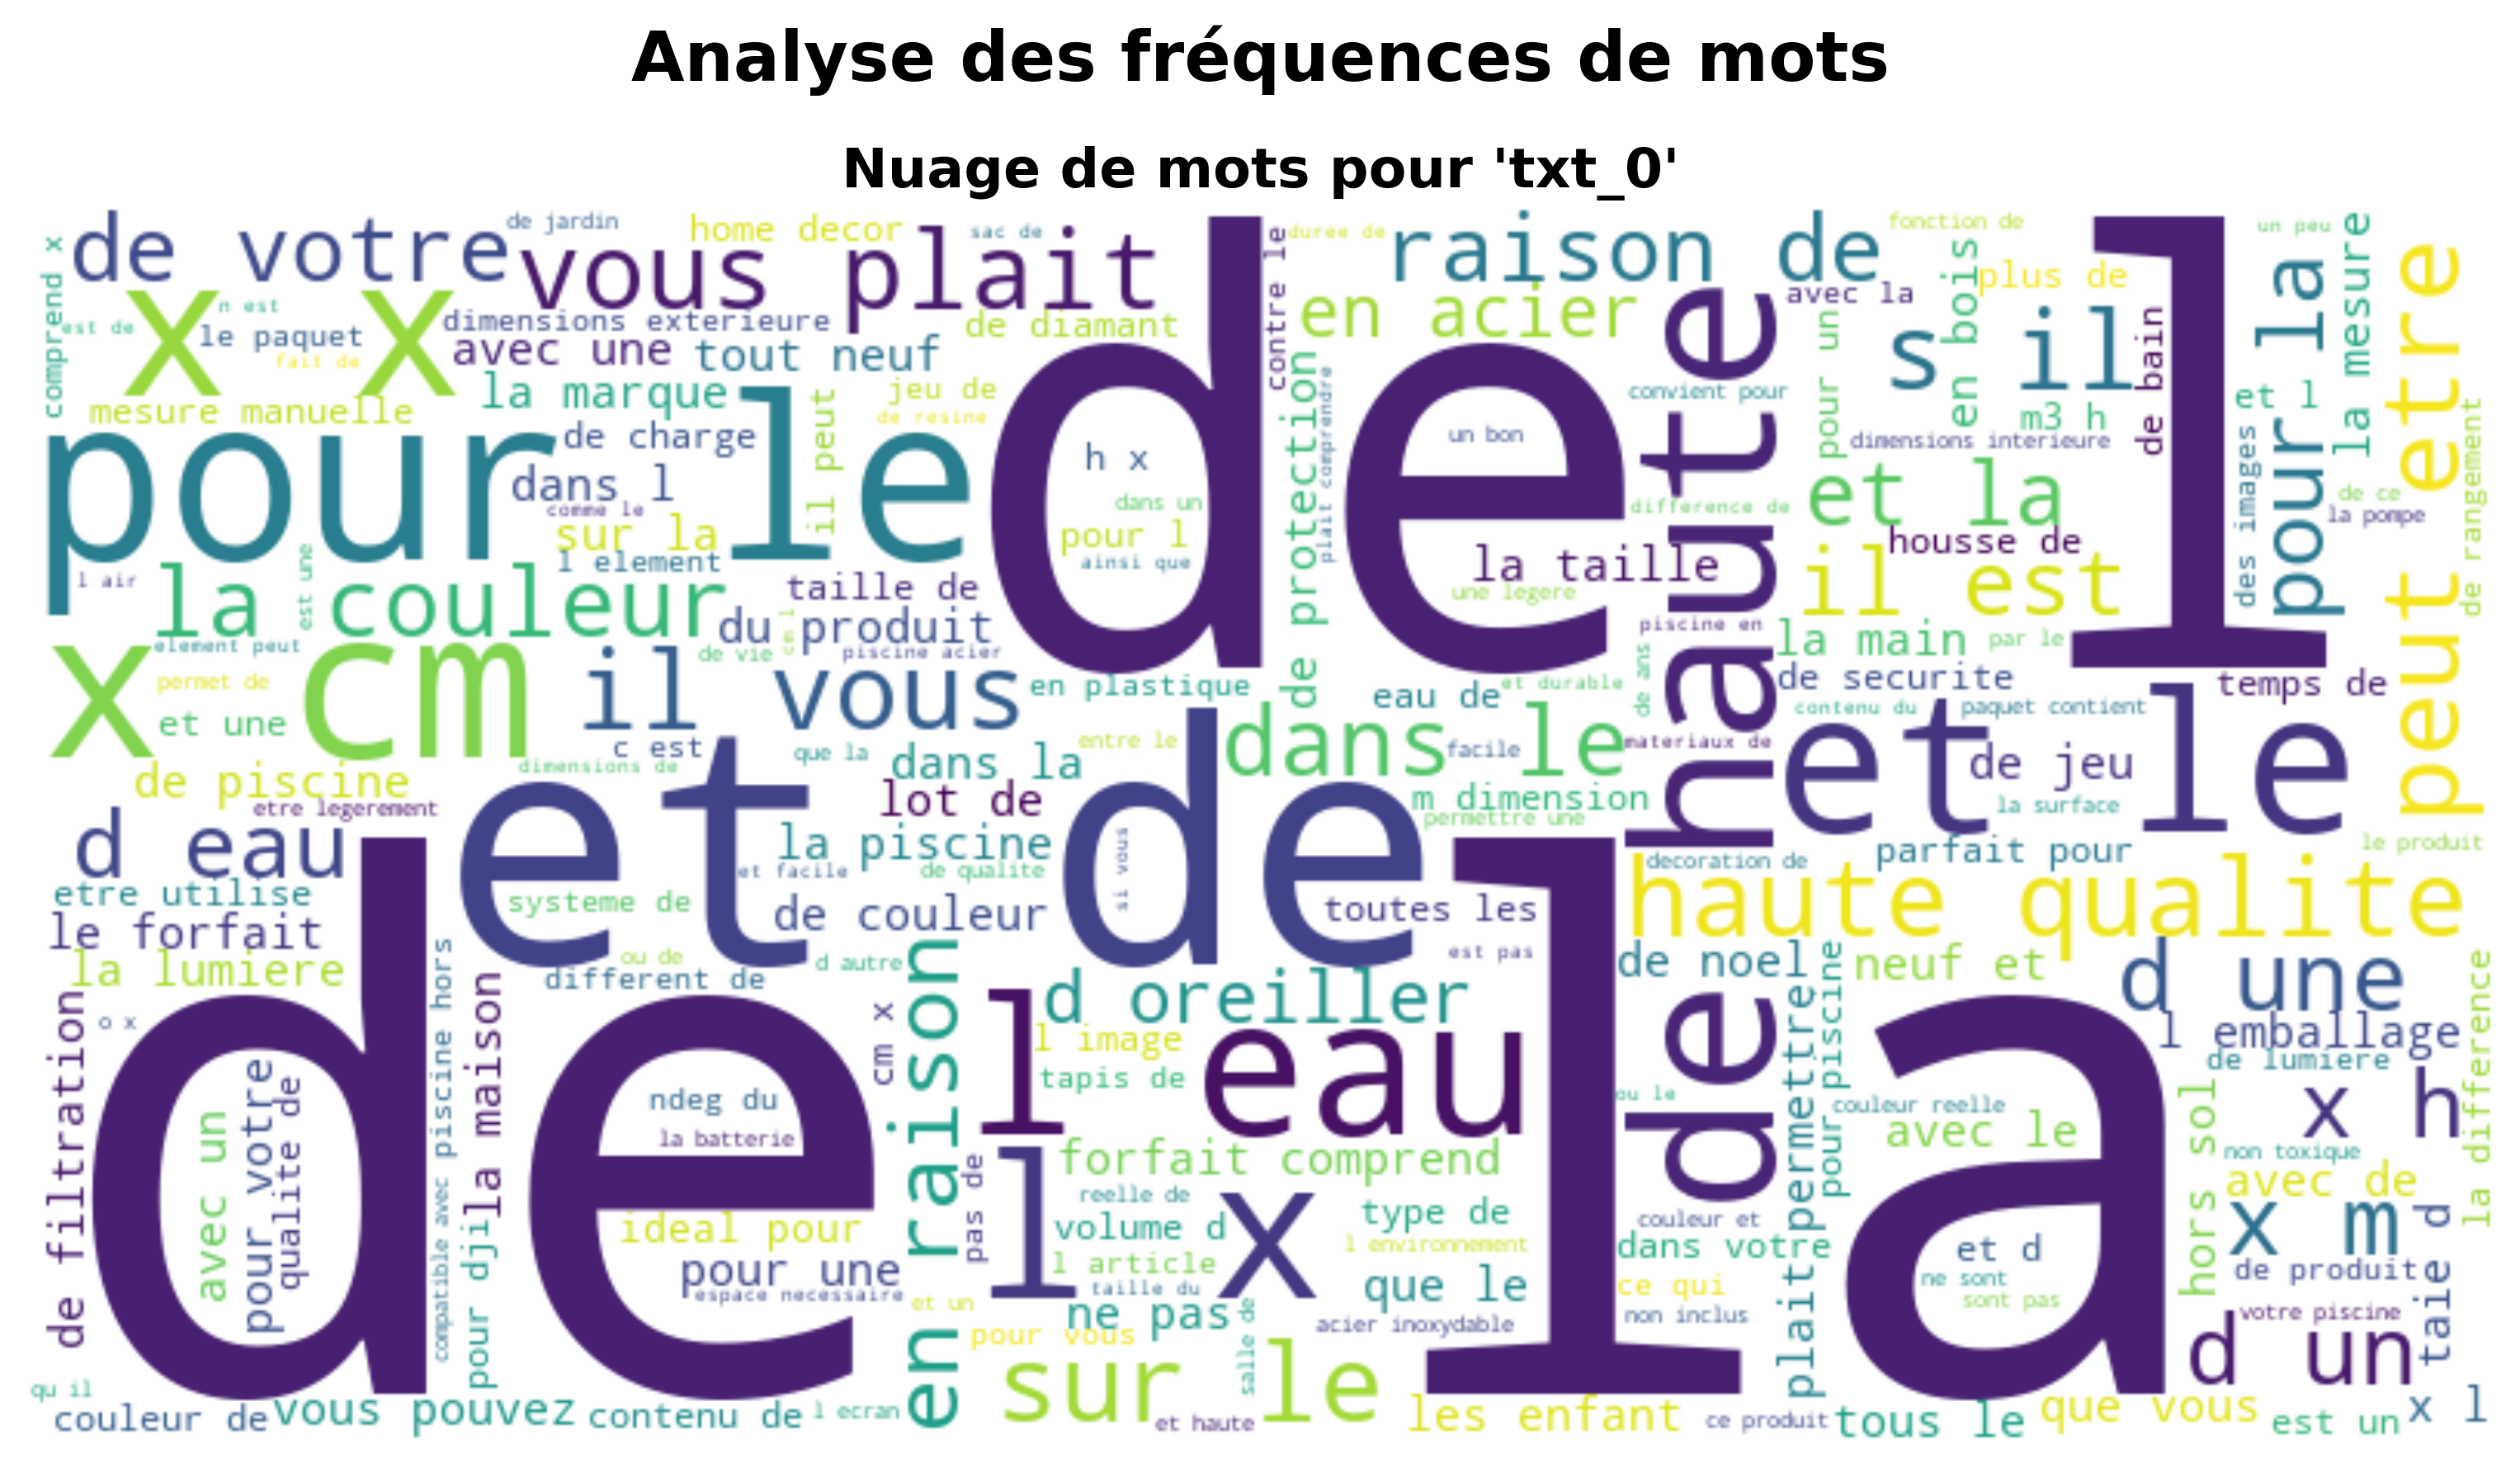 Analyse des fréquences de mots
Nuage de mots pour 'txt_0'
de votre
de jardin
home decor
sac de
vous plait
de l
duree de
raison de
fonction de
un peu
plus de
comprend x
x x
n est
est de
le paquet
fait de
dimensions exterieure
avec une
tout neuf
de diamant
contre le
en acier
avec la
pour un
en bois
s il
de bain
pour la
la mesure
peut etre
mesure manuelle
la marque
il peut
jeu de
de resine
convient pour
m3 h
et l
dimensions interieure
pour le
de charge
dans l
comme le
sur la
l element
h x
dans un
pour l
ainsi que
un bon
de protection
plait comprendre
difference de
et la
housse de
des images
de ce
la pompe
de rangement
l air
la couleur
est une
taille de
du produit
cm l
la taille
une legere
haute de
il est
piscine en
la main
par le
x cm
element peut
permet de
et une
il vous
de vie
piscine acier
en plastique
eau de
et durable
de ans
de securite
temps de
contenu du
paquet contient
c est
que la
dans la
entre le
dans le
facile
materiaux de
et le
de jeu
la surface
de piscine
dimensions de
etre legerement
lot de
m dimension
permettre une
d eau
et de
la piscine
et facile
de qualite
si vous
decoration de
parfait pour
le produit
etre utilise
systeme de
de couleur
toutes les
haute qualite
le forfait
la lumiere
ou de
different de
d autre
est pas
de noel
neuf et
d une
de filtration
o x
de la
piscine hors
la maison
cm x
en raison
d oreiller
l eau
l image
tapis de
plait permettre
pour piscine
l emballage
de lumiere
la difference
avec un
pour votre
qualite de
ndeg du
la batterie
ou le
couleur reelle
avec le
hors sol
x h
non toxique
avec de
compatible avec
pour dji
ideal pour
pour une
espace necessaire
pas de
l x
forfait comprend
reelle de
volume d
l article
taille du
type de
l environnement
que le
couleur et
dans votre
ce qui
non inclus
et d
ne sont
sont pas
x m
de produit
taie d
votre piscine
d un
et un
ne pas
pour vous
acier inoxydable
salle de
qu il
couleur de
vous pouvez
contenu de
l ecran
sur le
et haute
les enfant
ce produit
tous le
que vous
est un
x l